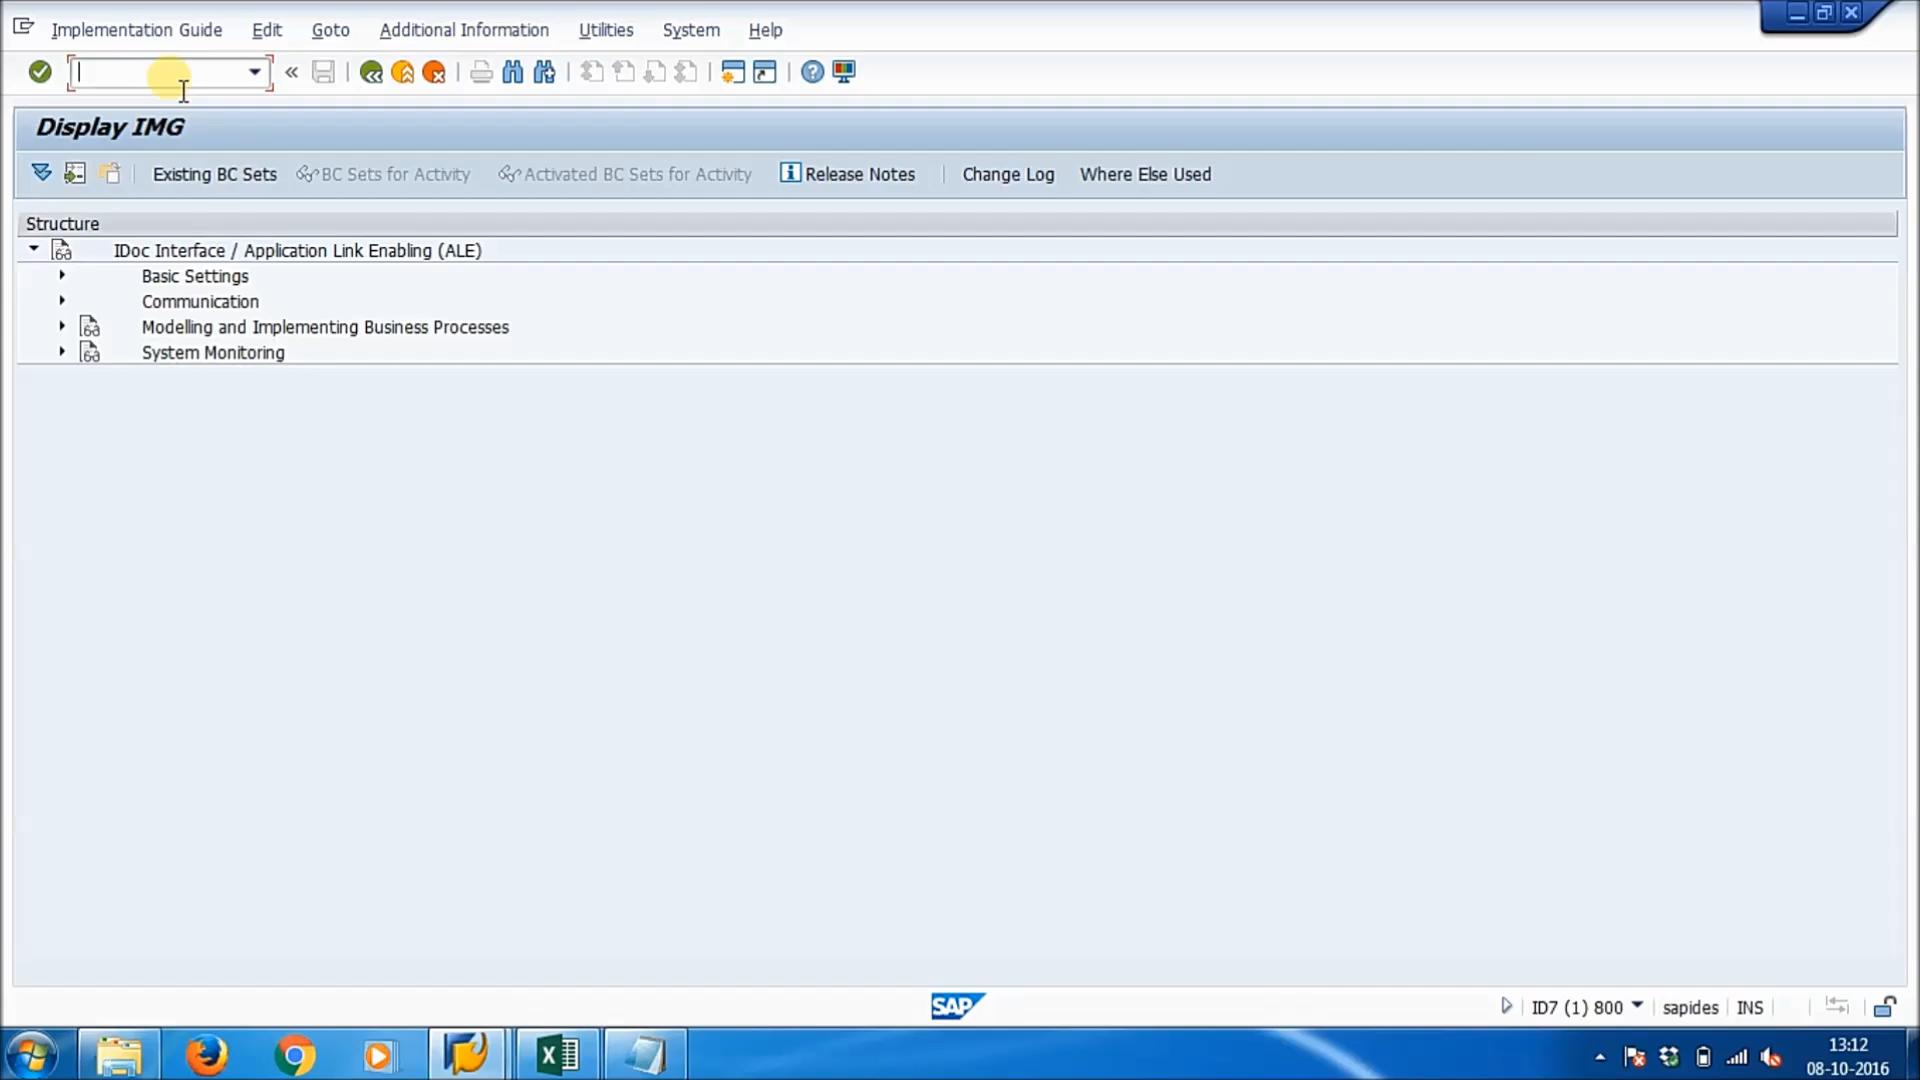 Implementation Guide Edit Goto Additional Information Utilities System Help
Display IMG
Existing BC Sets BC Sets for Activity Activated BC Sets for Activity Release Notes Change Log Where Else Used
Structure
IDoc Interface / Application Link Enabling (ALE)
Basic Settings
Communication
Modelling and Implementing Business Processes
System Monitoring
SAP ID7 (1) 800 sapides INS
13:12
08-10-2016